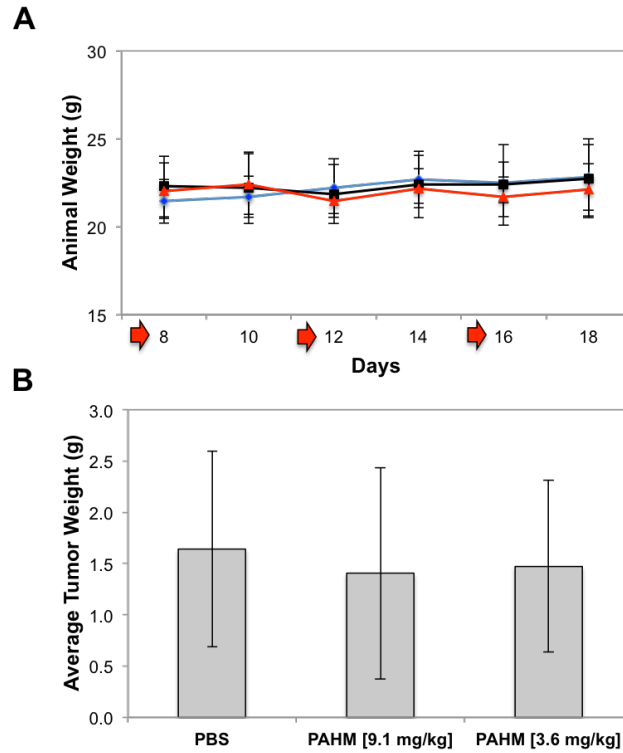 A
Animal Weight (g)
30
25
20
15
8 10 12 14 16 18
Days
B
Average Tumor Weight (g)
3.0
2.5
2.0
1.5
1.0
0.5
0.0
PBS PAHM [9.1 mg/kg] PAHM [3.6 mg/kg]